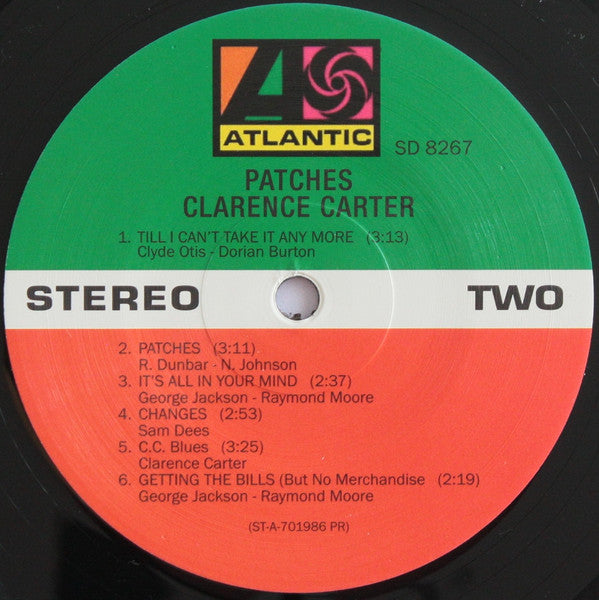 ATLANTIC
SD 8267
PATCHES
CLARENCE CARTER
1. TILL I CAN'T TAKE IT ANY MORE (3:13)
Clyde Otis - Dorian Burton
STEREO TWO
2. PATCHES (3:11)
R. Dunbar - N. Johnson
3. IT'S ALL IN YOUR MIND (2:37)
George Jackson - Raymond Moore
4. CHANGES (2:53)
Sam Dees
5. C.C. Blues (3:25)
Clarence Carter
6. GETTING THE BILLS (But No Merchandise (2:19)
George Jackson - Raymond Moore
(ST-A-701986 PR)